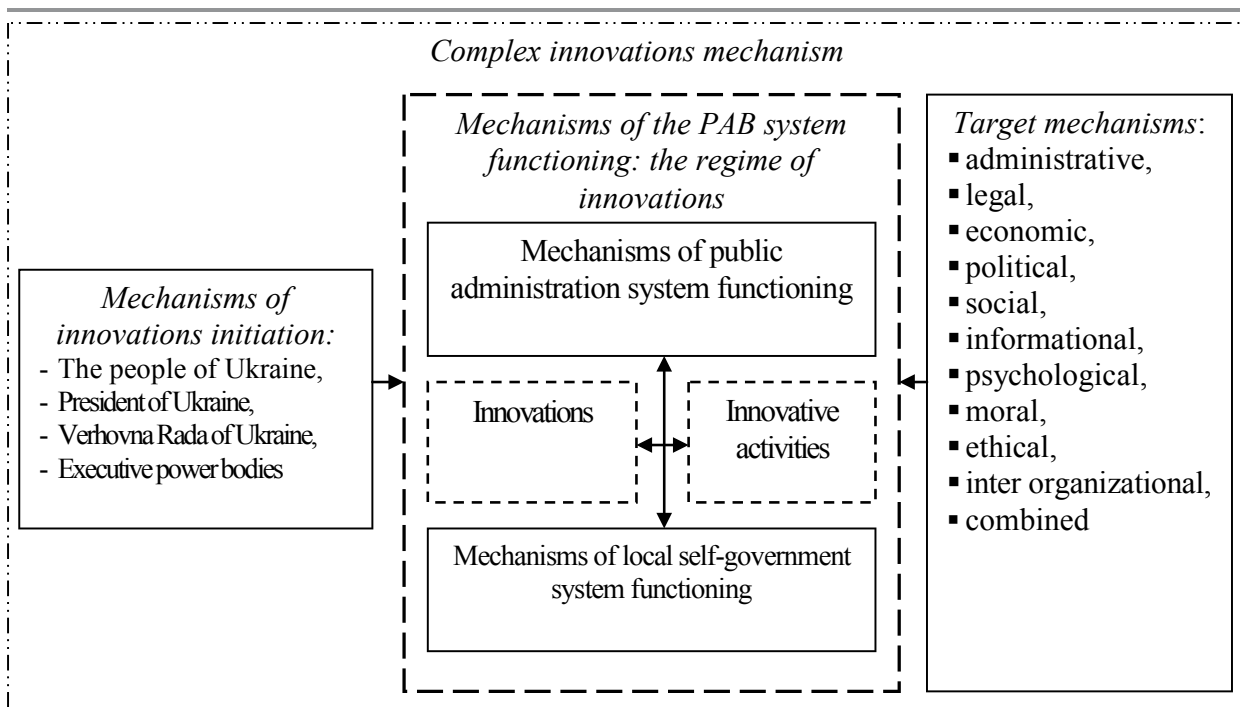 Complex innovations mechanism
Mechanisms of
innovations initiation:
- The people of Ukraine,
- President of Ukraine,
- Verhovna Rada of Ukraine,
- Executive power bodies
Mechanisms of the PAB system
functioning: the regime of
innovations
Mechanisms of public
administration system functioning
Innovations
Innovative
activities
Mechanisms of local self-government
system functioning
Target mechanisms:
▪ administrative,
▪ legal,
▪ economic,
▪ political,
▪ social,
▪ informational,
▪ psychological,
▪ moral,
▪ ethical,
▪ inter organizational,
▪ combined